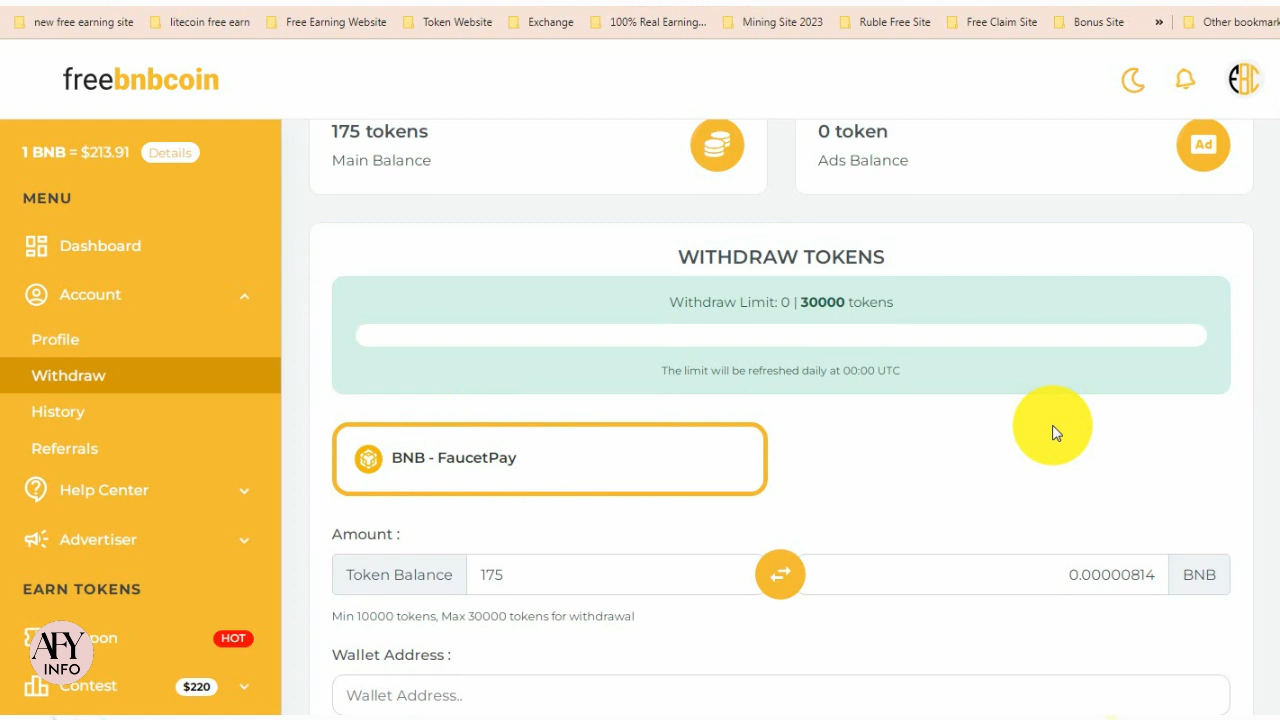 new free earning site
litecoin free earn
Free Earning Website
Token Website
Exchange
100% Real Earning...
Mining Site 2023
Ruble Free Site
Free Claim Site
Bonus Site
»
Other bookmark
freebnbcoin
EBC
1 BNB = $213.91 Details
MENU
Dashboard
Account
Profile
Withdraw
History
Referrals
Help Center
Advertiser
EARN TOKENS
HOT
Contest $220
AFY
INFO
175 tokens
Main Balance
0 token
Ads Balance
Ad
WITHDRAW TOKENS
Withdraw Limit: 0 | 30000 tokens
The limit will be refreshed daily at 00:00 UTC
BNB - FaucetPay
Amount :
Token Balance 175 0.00000814 BNB
Min 10000 tokens, Max 30000 tokens for withdrawal
Wallet Address :
Wallet Address..